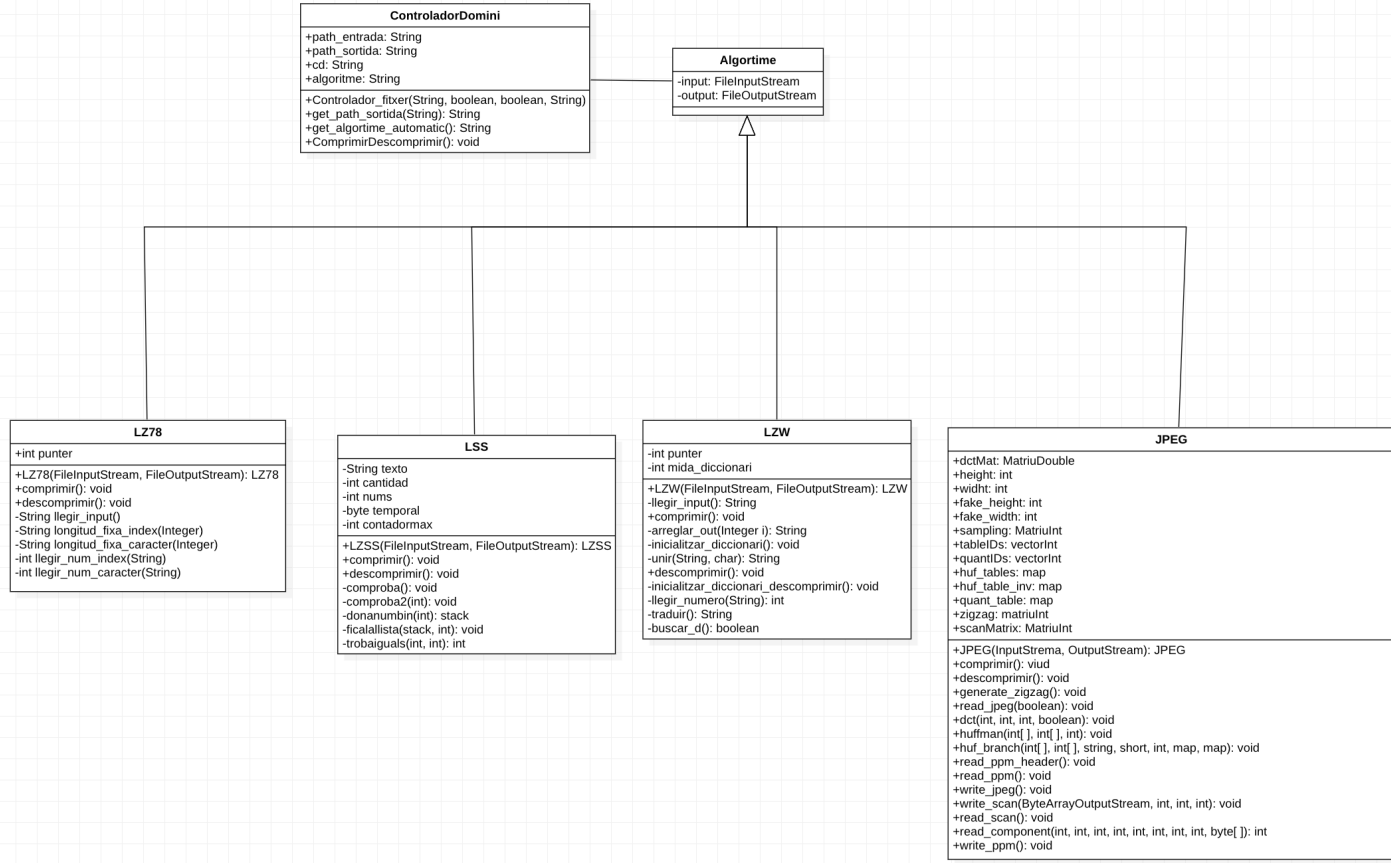 ControladorDomini
+path_entrada: String
+path_sortida: String
+cd: String
+algoritme: String
+Controlador_fitxer(String, boolean, boolean, String)
+get_path_sortida(String): String
+get_algortime_automatic(): String
+ComprimirDescomprimir(): void
Algortime
-input: FileInputStream
-output: FileOutputStream
LZ78
+int punter
+LZ78(FileInputStream, FileOutputStream): LZ78
+comprimir(): void
+descomprimir(): void
-String llegir_input()
-String longitud_fixa_index(Integer)
-String longitud_fixa_caracter(Integer)
-int llegir_num_index(String)
-int llegir_num_caracter(String)
LSS
-String texto
-int cantidad
-int nums
-byte temporal
-int contadormax
+LZSS(FileInputStream, FileOutputStream): LZSS
+comprimir(): void
+descomprimir(): void
-comproba(): void
-comproba2(int): void
-donanumbin(int): stack
-ficalallista(stack, int): void
-trobaiguals(int, int): int
LZW
-int punter
-int mida_diccionari
+LZW(FileInputStream, FileOutputStream): LZW
-llegir_input(): String
+comprimir(): void
-arreglar_out(Integer i): String
-inicialitzar_diccionari(): void
-unir(String, char): String
+descomprimir(): void
-inicialitzar_diccionari_descomprimir(): void
-llegir_numero(String): int
-traduir(): String
-buscar_d(): boolean
JPEG
+dctMat: MatriuDouble
+height: int
+widht: int
+fake_height: int
+fake_width: int
+sampling: MatriuInt
+tableIDs: vectorInt
+quantIDs: vectorInt
+huf_tables: map
+huf_table_inv: map
+quant_table: map
+zigzag: matriuInt
+scanMatrix: MatriuInt
+JPEG(InputStrema, OutputStream): JPEG
+comprimir(): viud
+descomprimir(): void
+generate_zigzag(): void
+read_jpeg(boolean): void
+dct(int, int, int, boolean): void
+huffman(int[ ], int[ ], int): void
+huf_branch(int[ ], int[ ], string, short, int, map, map): void
+read_ppm_header(): void
+read_ppm(): void
+write_jpeg(): void
+write_scan(ByteArrayOutputStream, int, int, int): void
+read_scan(): void
+read_component(int, int, int, int, int, int, int, int, byte[ ]): int
+write_ppm(): void